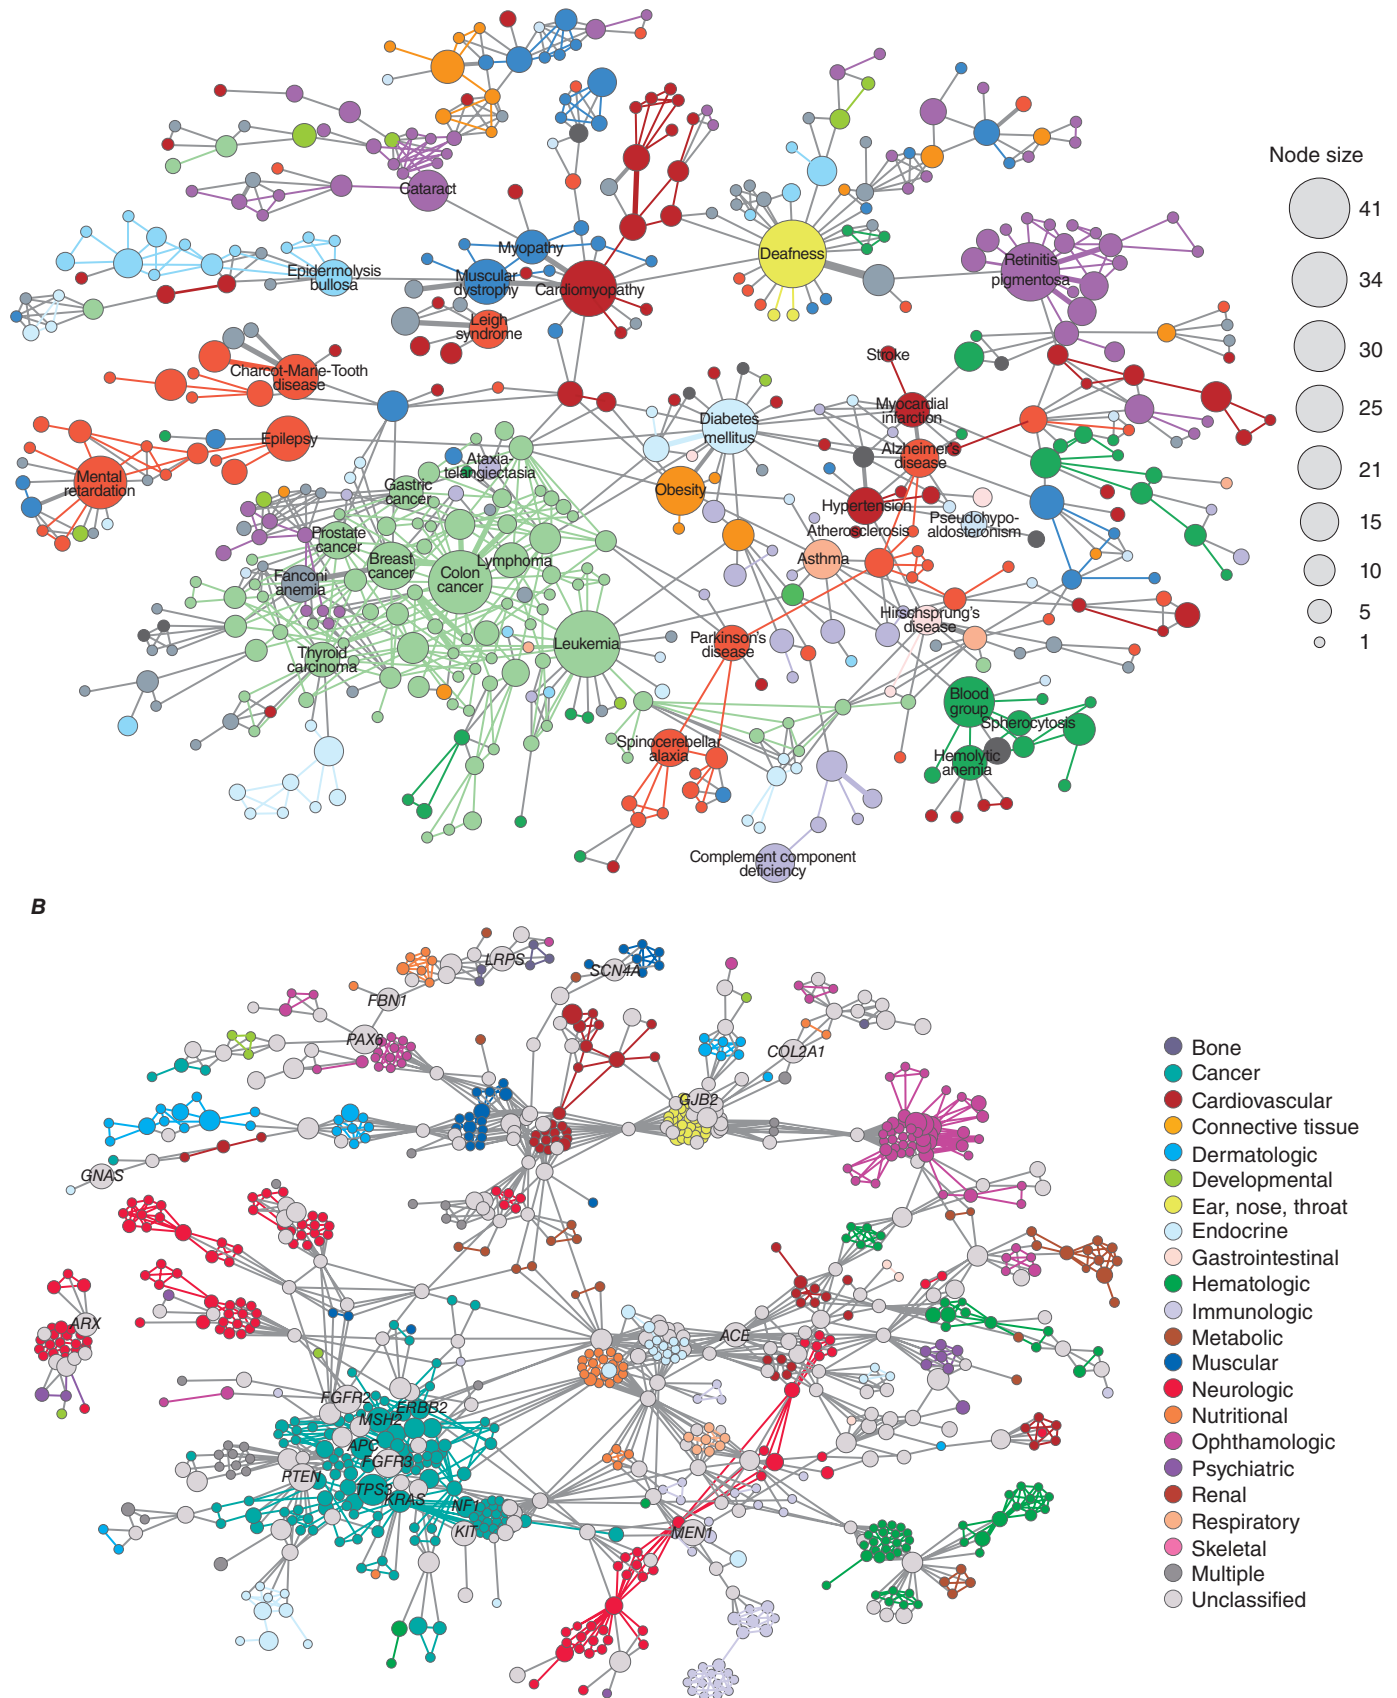 Node size
41
34
30
25
21
15
10
5
1
Cataract
Myopathy
Deafness
Retinitis
pigmentosa
Epidermolysis
bullosa
Muscular
dystrophy
Cardiomyopathy
Leigh
syndrome
Stroke
Charcot-Marie-Tooth
disease
Myocardial
infarction
Diabetes
mellitus
Epilepsy
Alzheimer's
disease
Ataxia-
telangiectasia
Mental
retardation
Gastric
cancer
Obesity
Hypertension
Pseudohypo-
aldosteronism
Atherosclerosis
Prostate
cancer
Breast
cancer
Lymphoma
Asthma
Colon
cancer
Fanconi
anemia
Hirschsprung's
disease
Leukemia
Parkinson's
disease
Thyroid
carcinoma
Blood
group
Spherocytosis
Spinocerebellar
alaxia
Hemolytic
anemia
Complement component
deficiency
B
LRPS
SCN4A
FBN1
PAX6
COL2A1
GJB2
GNAS
ARX
ACE
FGFR2
ERBB2
MSH2
APC
FGFR3
PTEN
TPS3
KRAS
NF1
KIT
MEN1
Bone
Cancer
Cardiovascular
Connective tissue
Dermatologic
Developmental
Ear, nose, throat
Endocrine
Gastrointestinal
Hematologic
Immunologic
Metabolic
Muscular
Neurologic
Nutritional
Ophthamologic
Psychiatric
Renal
Respiratory
Skeletal
Multiple
Unclassified